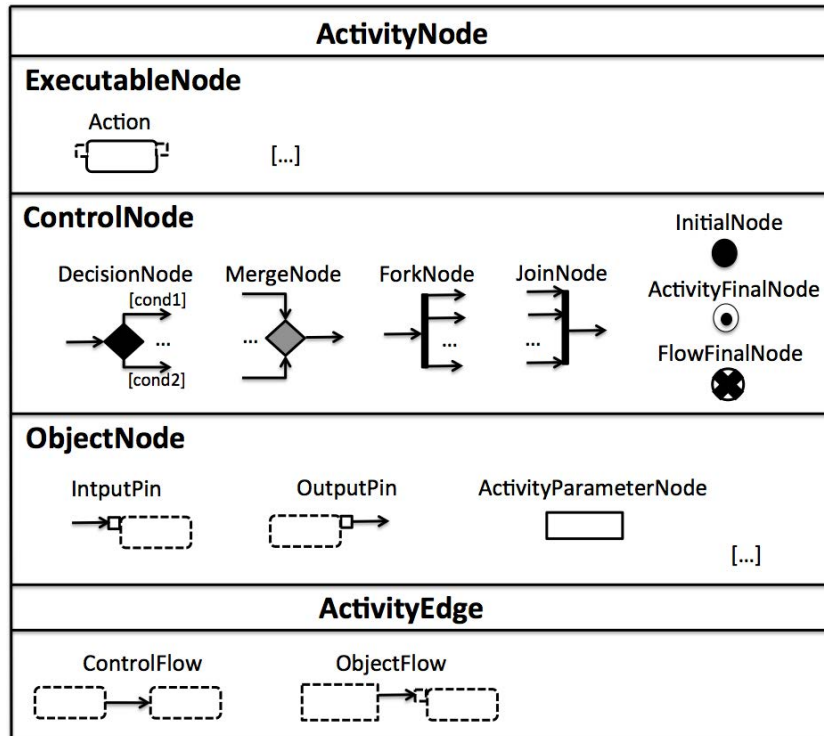 ActivityNode
ExecutableNode
Action
[...]
ControlNode
InitialNode
DecisionNode MergeNode ForkNode JoinNode
[cond1]
ActivityFinalNode
... ... ... ...
FlowFinalNode
[cond2]
ObjectNode
IntputPin OutputPin ActivityParameterNode
[...]
ActivityEdge
ControlFlow ObjectFlow